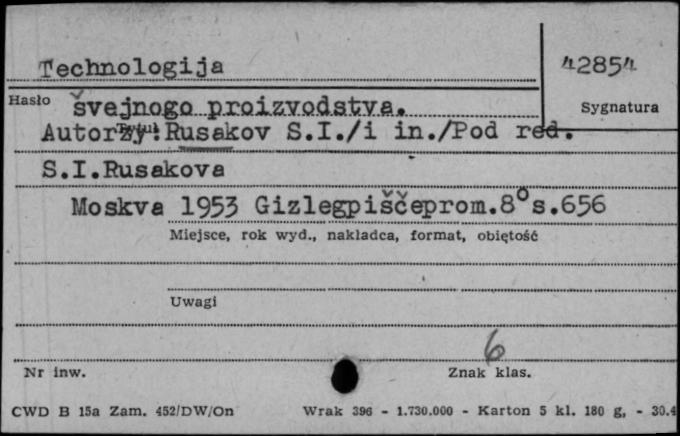 Technologija
42854
Hasło švejnogo proizvodstva.
Sygnatura
Autorzy: Rusakov S.I./i in./Pod red.
Tytuł
S.I.Rusakova
Moskva 1953 Gizlegpiščeprom.8° s.656
Miejsce, rok wyd., nakładca, format, objętość
Uwagi
6
Nr inw.
Znak klas.
CWD B 15a Zam. 452/DW/On Wrak 396 - 1.730.000 - Karton 5 kl. 180 g, - 30.4